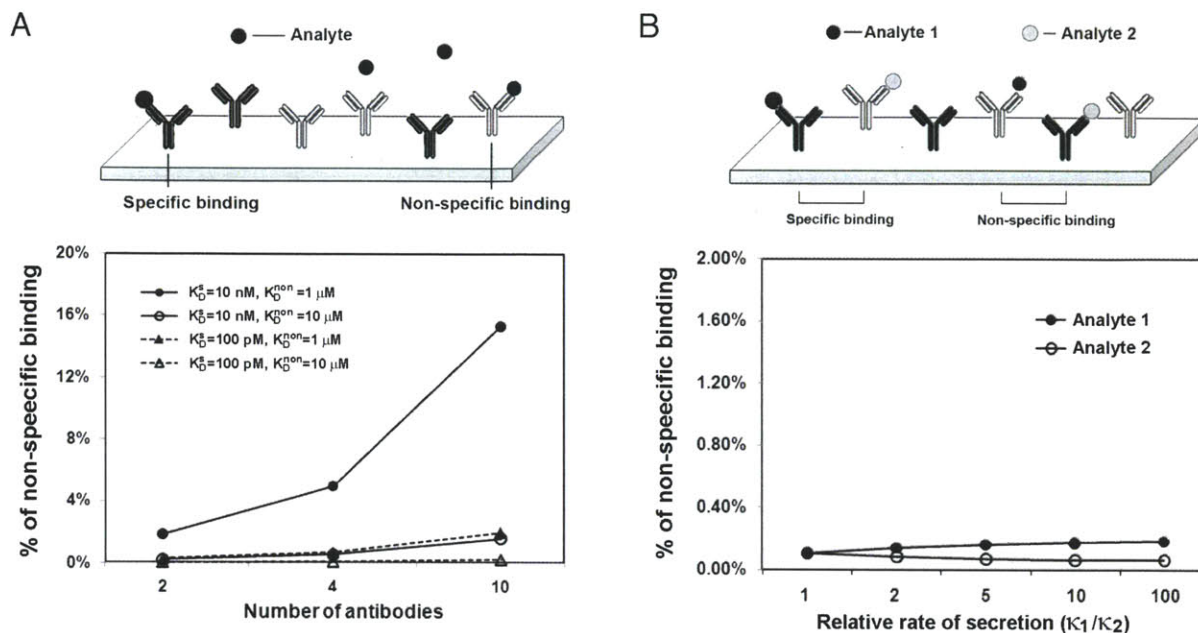 A
Analyte
Specific binding
Non-specific binding
% of non-speecific binding
20%
16%
12%
8%
4%
0%
K_D^s=10 nM, K_D^non=1 μM
K_D^s=10 nM, K_D^non=10 μM
K_D^s=100 pM, K_D^non=1 μM
K_D^s=100 pM, K_D^non=10 μM
2 4 10
Number of antibodies
B
Analyte 1
Analyte 2
Specific binding
Non-specific binding
% of non-speecific binding
2.00%
1.60%
1.20%
0.80%
0.40%
0.00%
Analyte 1
Analyte 2
1 2 5 10 100
Relative rate of secretion (κ1/κ2)